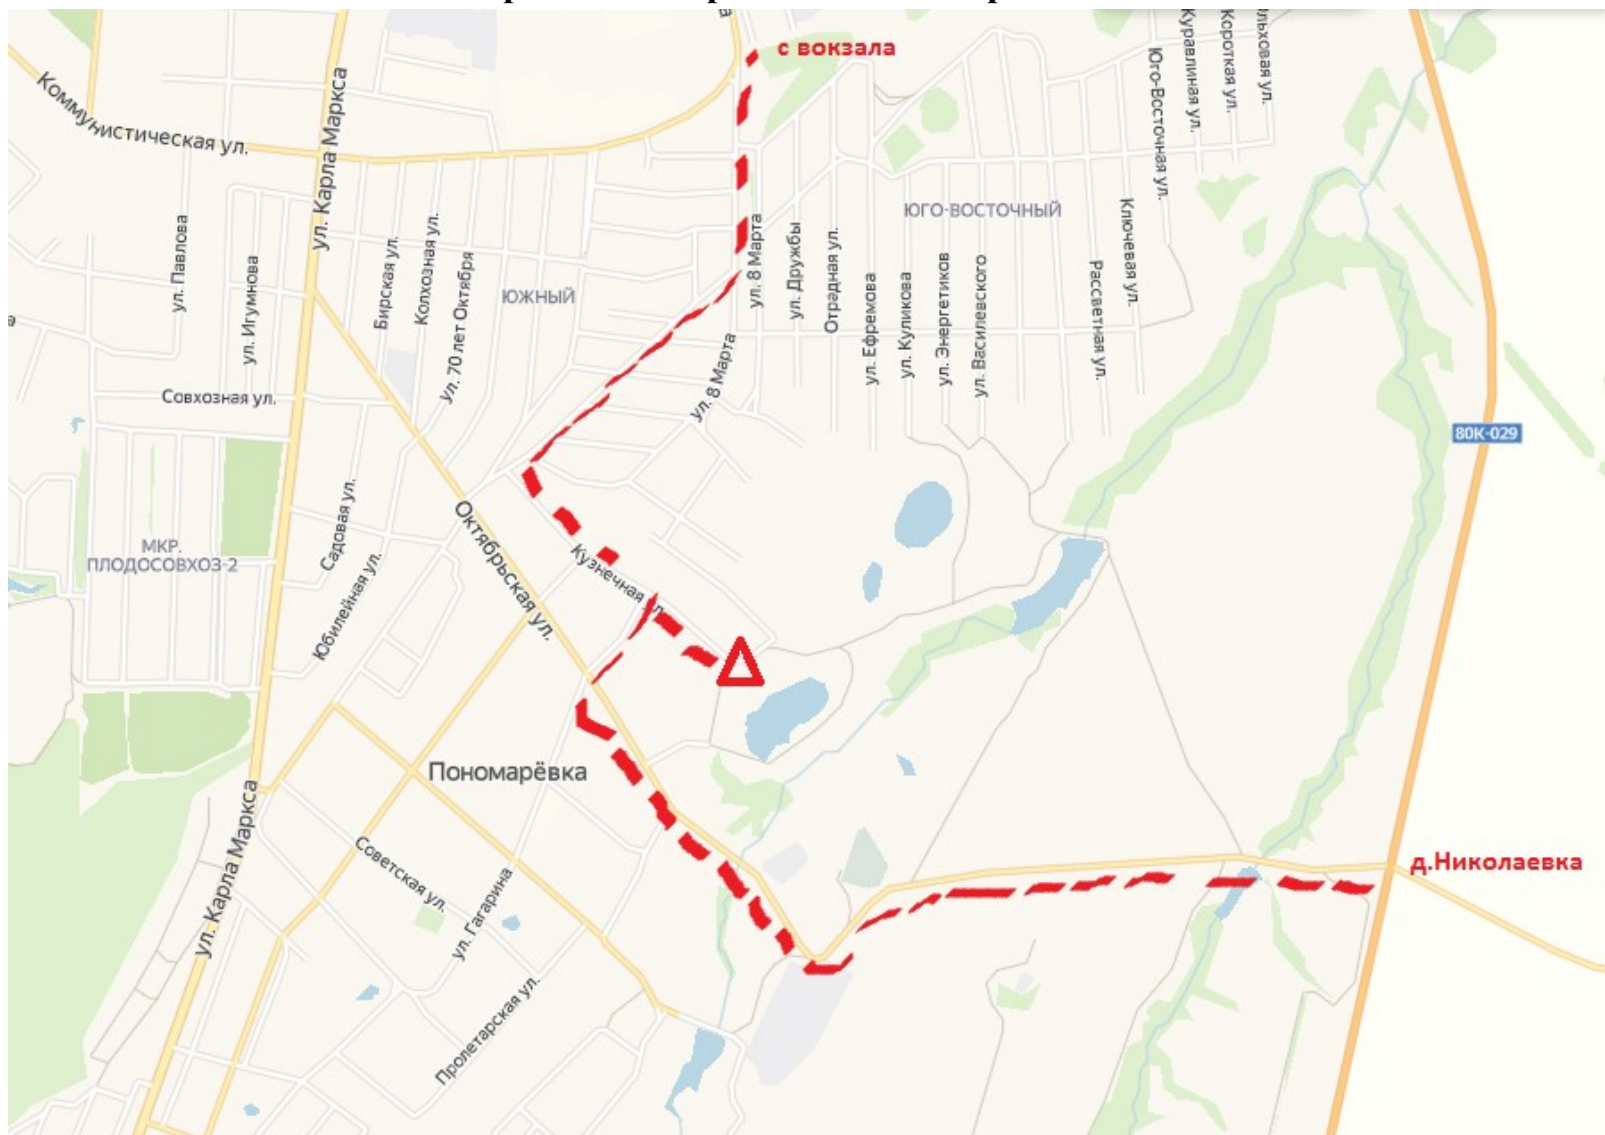 с вокзала
Коммунистическая ул.
ул. Карла Маркса
Журавлиная ул.
Короткая ул.
Ольховая ул.
Юго-Восточная ул.
ул. Павлова
ул. Игумнова
Бирская ул.
Колхозная ул.
ул. 70 лет Октября
ЮЖНЫЙ
ул. 8 Марта
ул. Дружбы
Отрадная ул.
ул. Ефремова
ул. Куликова
ул. Энергетиков
ул. Василевского
ЮГО-ВОСТОЧНЫЙ
Ключевая ул.
Рассветная ул.
ул. 8 Марта
Совхозная ул.
80К-029
МКР.
ПЛОДОСОВХОЗ-2
Садовая ул.
Юбилейная ул.
Октябрьская ул.
Кузнечная ул.
Пономарёвка
ул. Карла Маркса
Советская ул.
ул. Гагарина
Пролетарская ул.
д.Николаевка